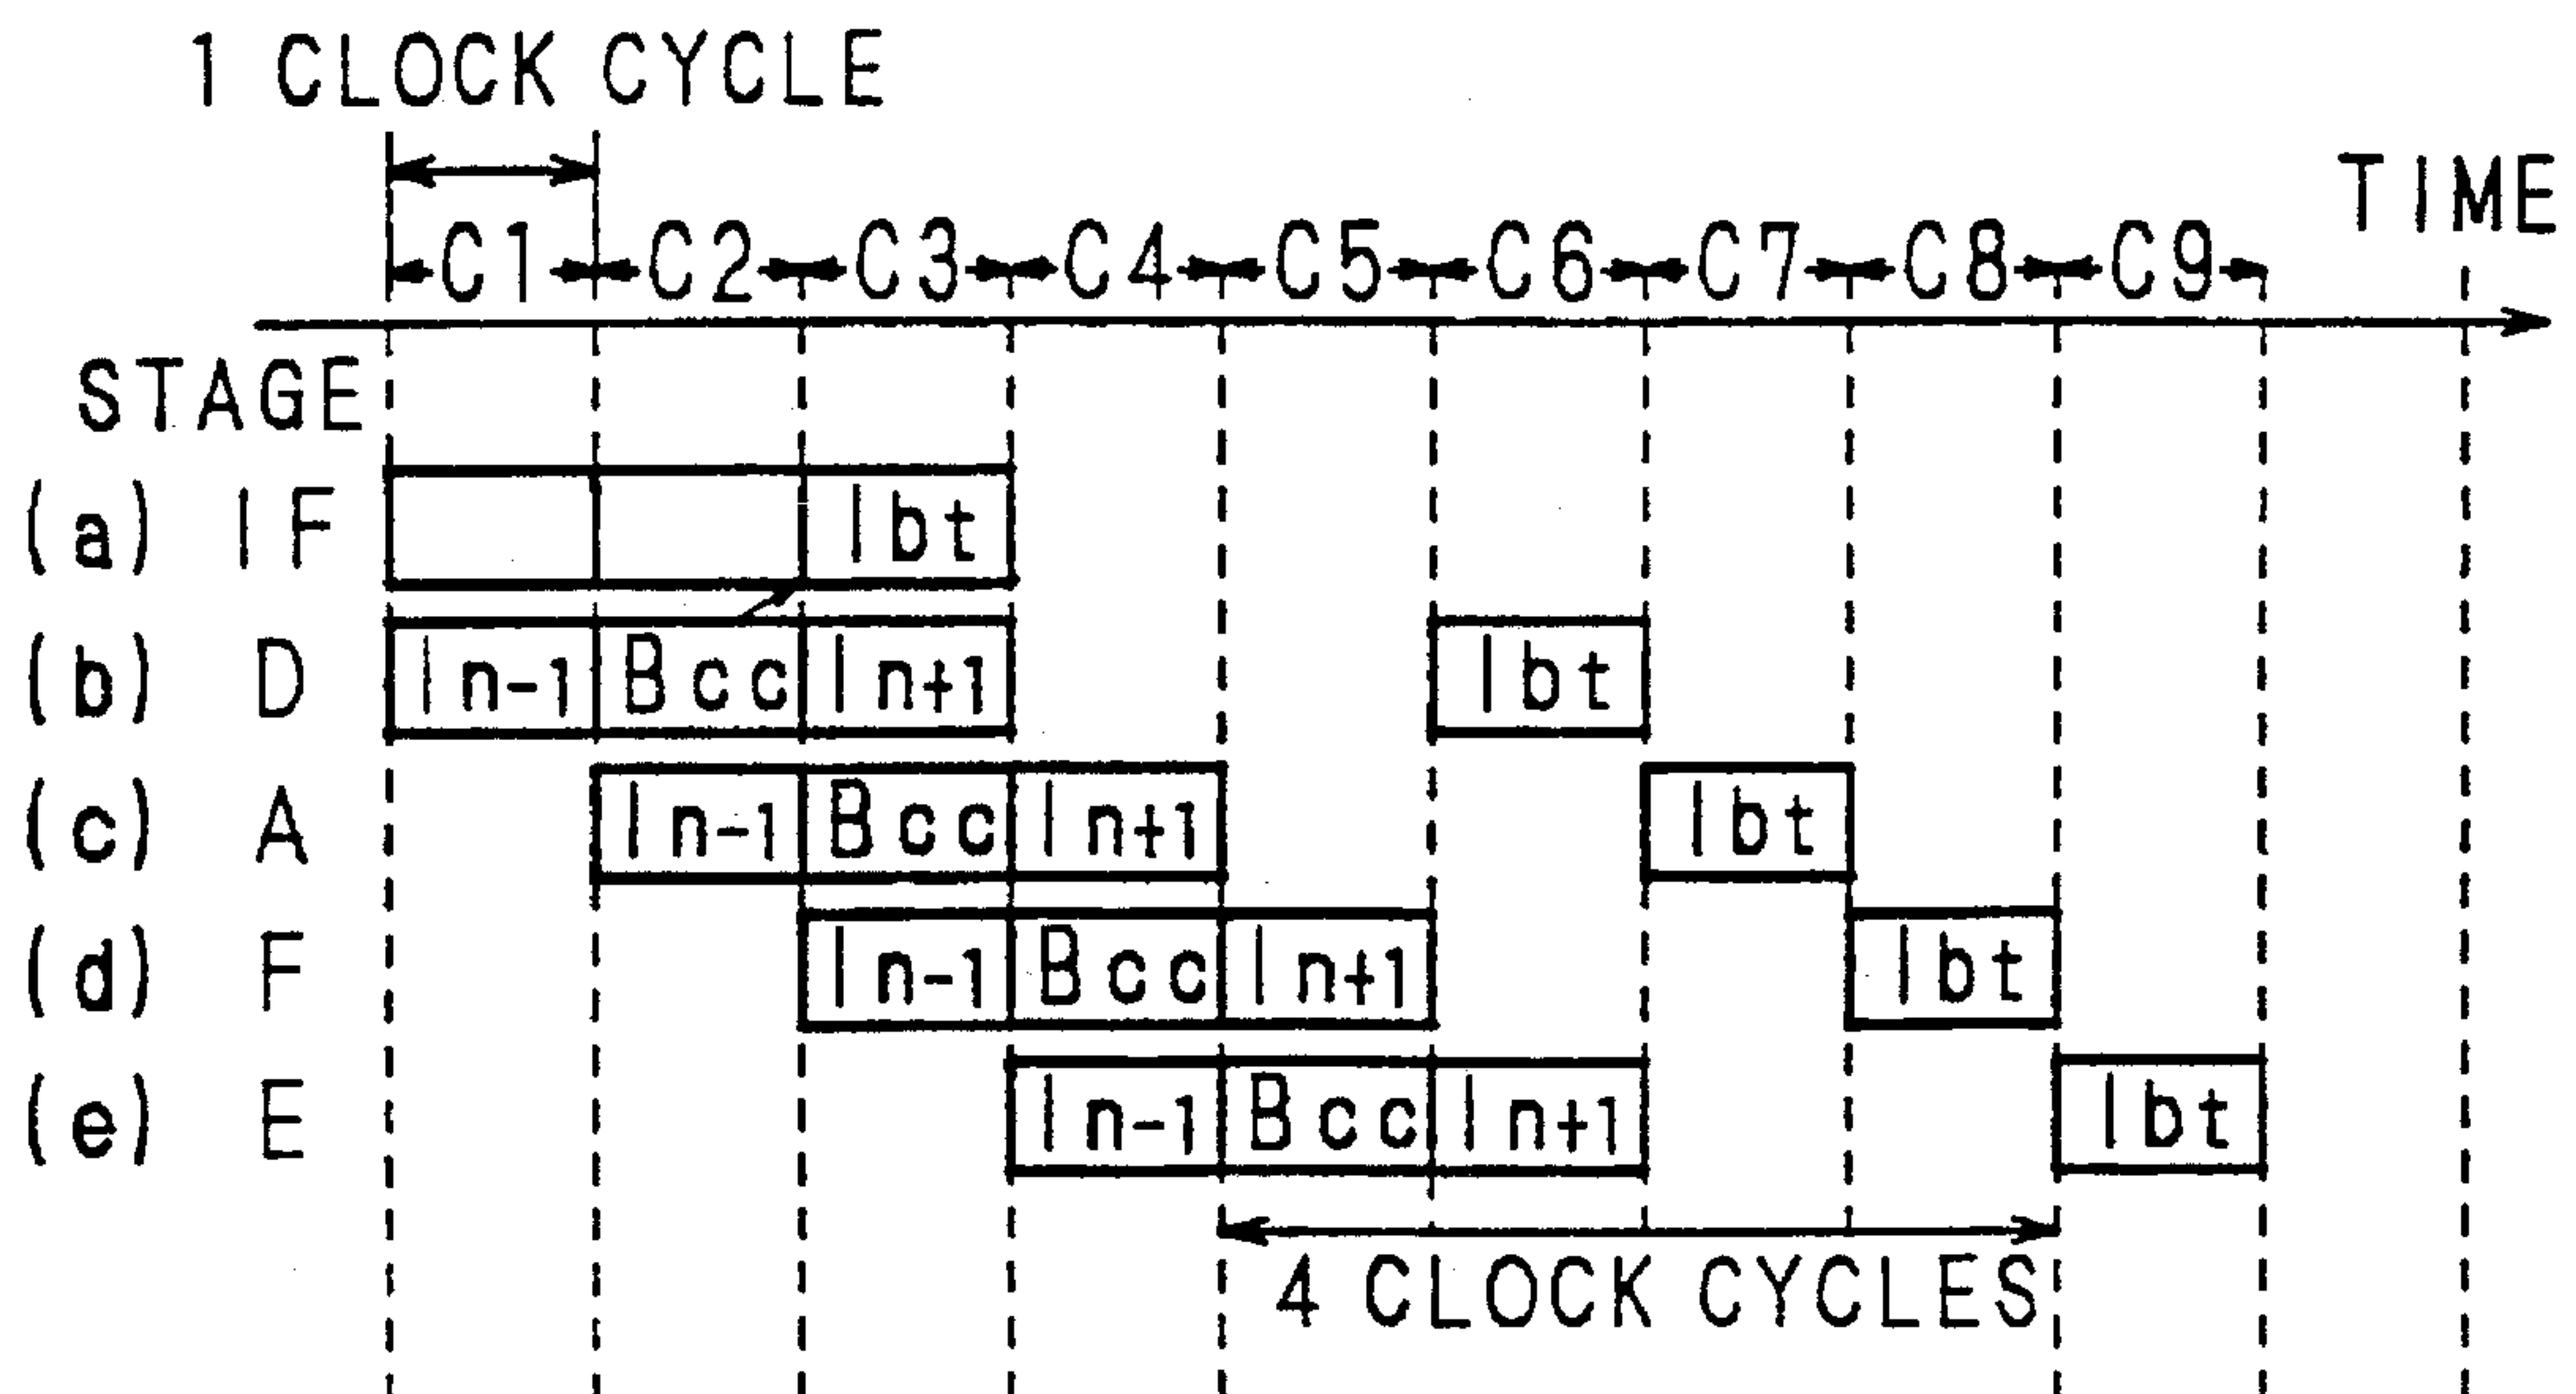 1 CLOCK CYCLE
TIME
C1 C2 C3 C4 C5 C6 C7 C8 C9
STAGE
(a) IF Ibt
(b) D In-1 Bcc In+1 Ibt
(c) A In-1 Bcc In+1 Ibt
(d) F In-1 Bcc In+1 Ibt
(e) E In-1 Bcc In+1 Ibt
4 CLOCK CYCLES